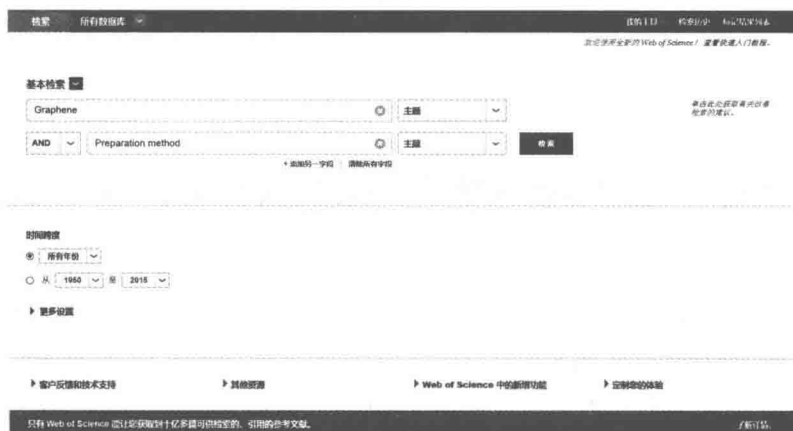 检索 所有数据库 我的工具 检索历史 标记结果列表
欢迎使用全新的 Web of Science！查看快速入门教程。
基本检索
Graphene 主题
单击此处获取有关改善
检索的建议。
AND Preparation method 主题 检索
+ 添加另一字段 | 清除所有字段
时间跨度
所有年份
从 1950 至 2015
更多设置
客户反馈和技术支持 其他资源 Web of Science 中的新增功能 定制您的体验
只有 Web of Science 能让您获取到十亿多篇可供检索的、引用的参考文献。